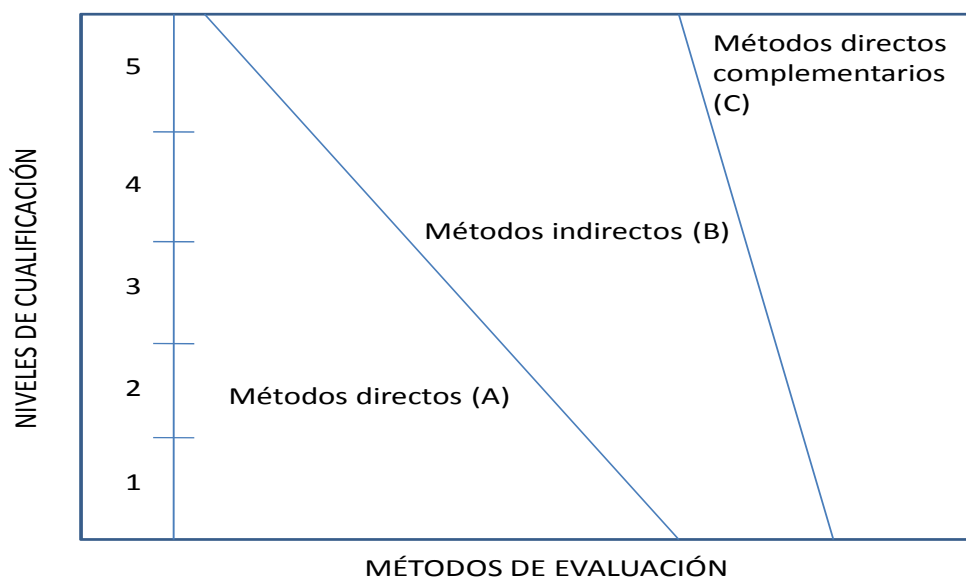 Métodos directos
complementarios
(C)
5
4
Métodos indirectos (B)
3
2
Métodos directos (A)
1
NIVELES DE CUALIFICACIÓN
MÉTODOS DE EVALUACIÓN